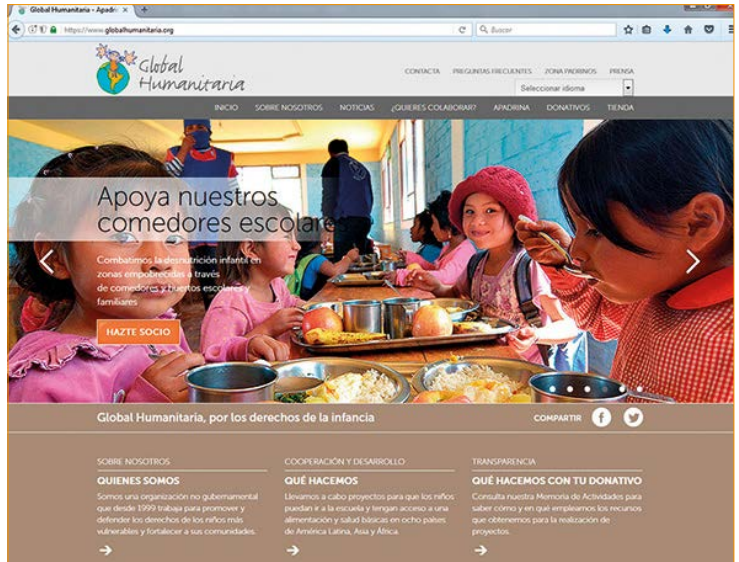 Global Humanitaria - Apadri
https://www.globalhumanitaria.org
Buscar
Global
Humanitaria
CONTACTA PREGUNTAS FRECUENTES ZONA PADRINOS PRENSA
Seleccionar idioma
INICIO SOBRE NOSOTROS NOTICIAS ¿QUIERES COLABORAR? APADRINA DONATIVOS TIENDA
Apoya nuestros
comedores escolares
Combatimos la desnutrición infantil en
zonas empobrecidas a través
de comedores y huertos escolares y
familiares
HAZTE SOCIO
Global Humanitaria, por los derechos de la infancia
COMPARTIR
SOBRE NOSOTROS
QUIENES SOMOS
Somos una organización no gubernamental
que desde 1999 trabaja para promover y
defender los derechos de los niños más
vulnerables y fortalecer a sus comunidades.
COOPERACIÓN Y DESARROLLO
QUÉ HACEMOS
Llevamos a cabo proyectos para que los niños
puedan ir a la escuela y tengan acceso a una
alimentación y salud básicas en ocho países
de América Latina, Asia y África.
TRANSPARENCIA
QUÉ HACEMOS CON TU DONATIVO
Consulta nuestra Memoria de Actividades para
saber cómo y en qué empleamos los recursos
que obtenemos para la realización de
proyectos.